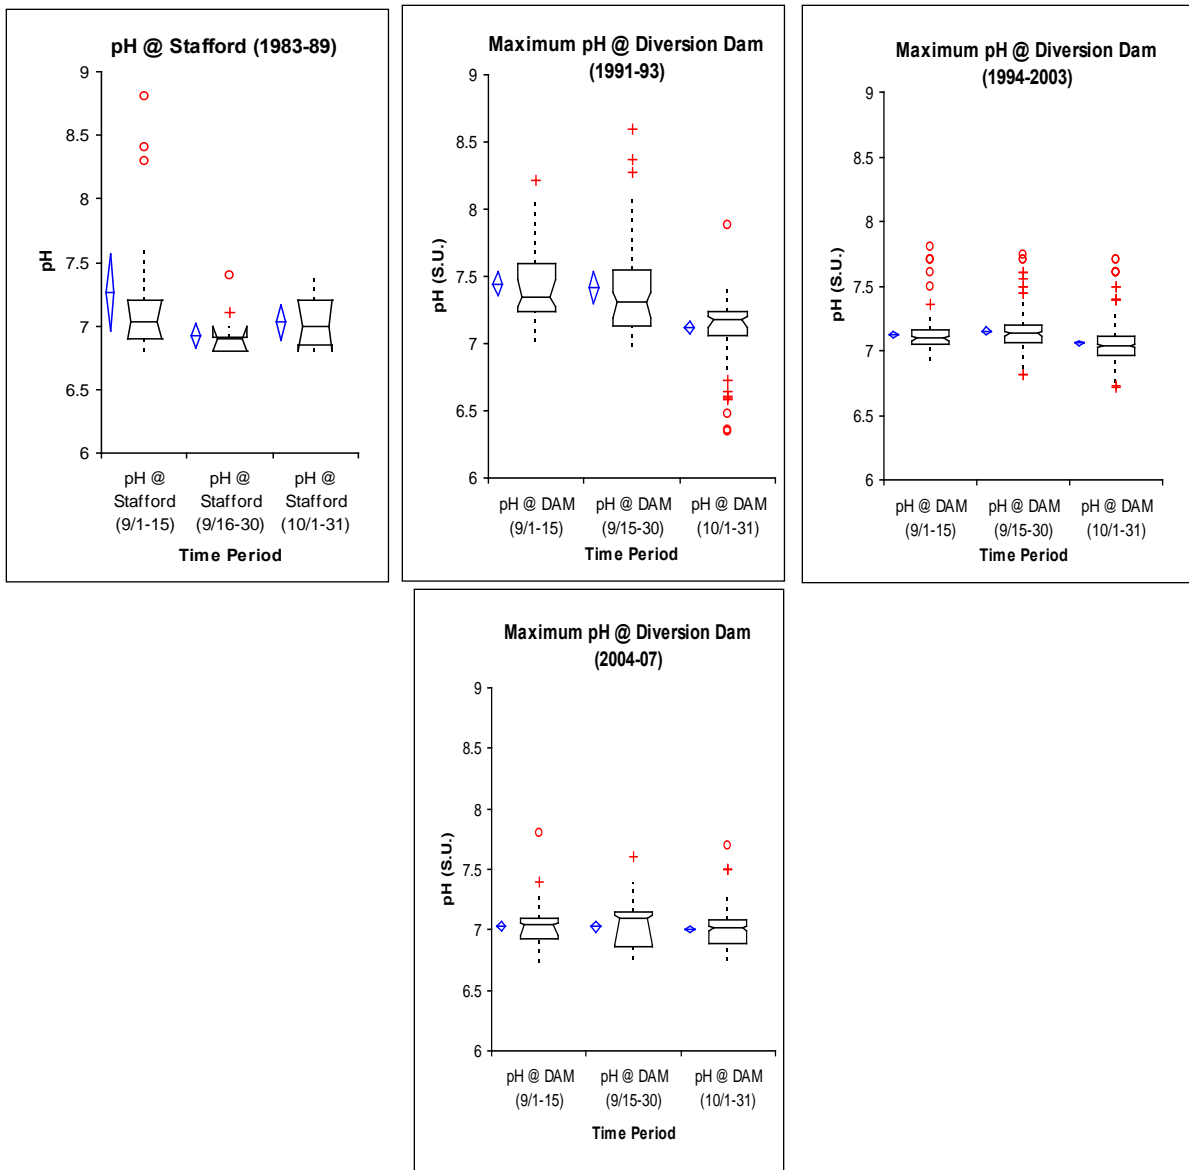 pH @ Stafford (1983-89)
9
8.5
8
7.5
7
6.5
6
pH
pH @
Stafford
(9/1-15)
pH @
Stafford
(9/16-30)
pH @
Stafford
(10/1-31)
Time Period
Maximum pH @ Diversion Dam
(1991-93)
9
8.5
8
7.5
7
6.5
6
pH (S.U.)
pH @ DAM
(9/1-15)
pH @ DAM
(9/15-30)
pH @ DAM
(10/1-31)
Time Period
Maximum pH @ Diversion Dam
(1994-2003)
9
8.5
8
7.5
7
6.5
6
pH (S.U.)
pH @ DAM
(9/1-15)
pH @ DAM
(9/15-30)
pH @ DAM
(10/1-31)
Time Period
Maximum pH @ Diversion Dam
(2004-07)
9
8.5
8
7.5
7
6.5
6
pH (S.U.)
pH @ DAM
(9/1-15)
pH @ DAM
(9/15-30)
pH @ DAM
(10/1-31)
Time Period